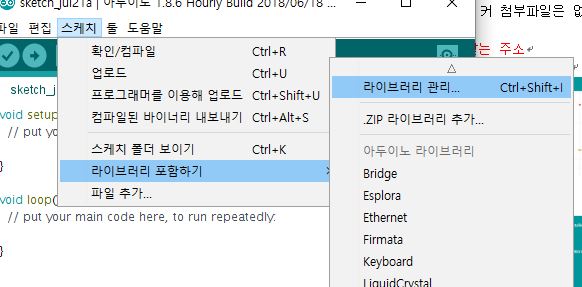 sketch_jul21a | 아두이노 1.8.6 Hourly Build 2018/06/18
파일 편집 스케치 툴 도움말
확인/컴파일 Ctrl+R
업로드 Ctrl+U
프로그래머를 이용해 업로드 Ctrl+Shift+U
컴파일된 바이너리 내보내기 Ctrl+Alt+S
스케치 폴더 보이기 Ctrl+K
라이브러리 포함하기
파일 추가...
라이브러리 관리... Ctrl+Shift+I
.ZIP 라이브러리 추가...
아두이노 라이브러리
Bridge
Esplora
Ethernet
Firmata
Keyboard
LiquidCrystal
sketch_j
void setup
// put yo
}
void loop(
// put your main code here, to run repeatedly:
}
커 첨부파일은 없
는 주소